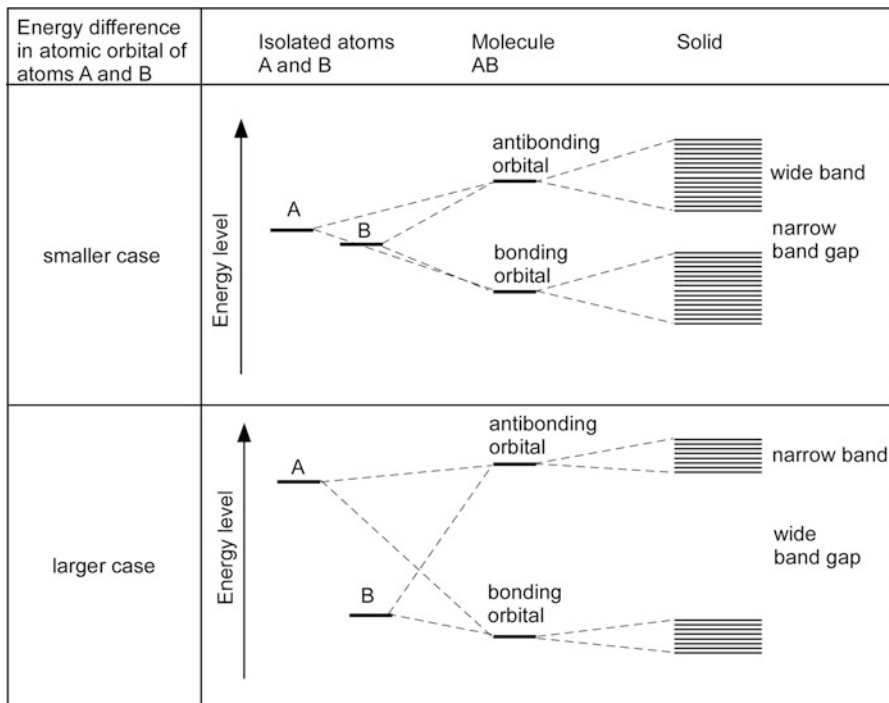 Energy difference
in atomic orbital of
atoms A and B
Isolated atoms
A and B
Molecule
AB
Solid
smaller case
Energy level
A
B
antibonding
orbital
bonding
orbital
wide band
narrow
band gap
larger case
Energy level
A
B
antibonding
orbital
bonding
orbital
narrow band
wide
band gap